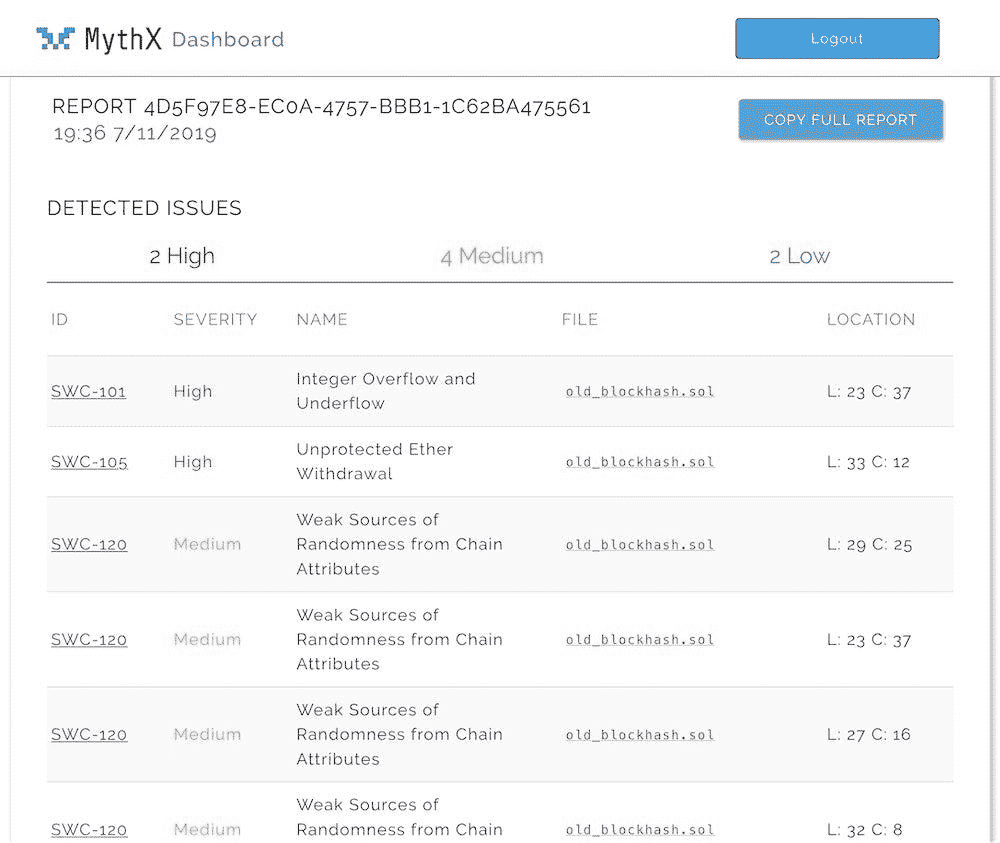 MythX Dashboard
Logout
REPORT 4D5F97E8-EC0A-4757-BBB1-1C62BA475561
COPY FULL REPORT
19:36 7/11/2019
DETECTED ISSUES
2 High 4 Medium 2 Low
ID SEVERITY NAME FILE LOCATION
SWC-101 High Integer Overflow and
Underflow old_blockhash.sol L: 23 C: 37
SWC-105 High Unprotected Ether
Withdrawal old_blockhash.sol L: 33 C: 12
SWC-120 Medium Weak Sources of
Randomness from Chain
Attributes old_blockhash.sol L: 29 C: 25
SWC-120 Medium Weak Sources of
Randomness from Chain
Attributes old_blockhash.sol L: 23 C: 37
SWC-120 Medium Weak Sources of
Randomness from Chain
Attributes old_blockhash.sol L: 27 C: 16
SWC-120 Medium Weak Sources of
Randomness from Chain old_blockhash.sol L: 32 C: 8